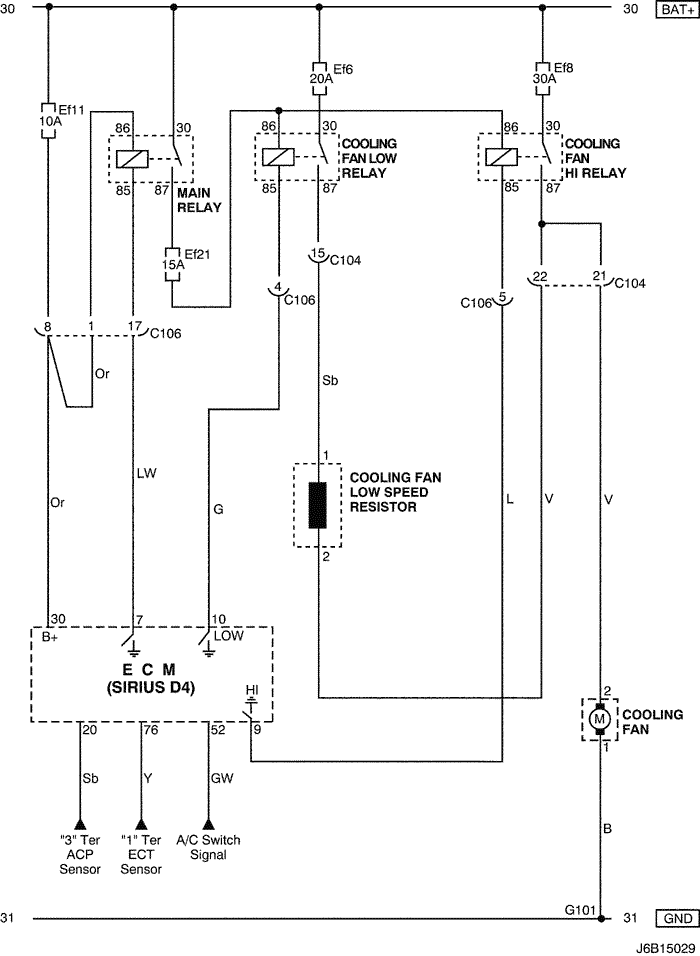 30
30
BAT+
Ef6
20A
Ef8
30A
Ef11
10A
86
30
86
30
86
30
COOLING
FAN LOW
RELAY
COOLING
FAN
HI RELAY
85
87
MAIN
RELAY
85
87
85
87
Ef21
15A
15
C104
22
21
C104
4
C106
C106
5
8
1
17
C106
Or
Sb
LW
Or
G
1
COOLING FAN
LOW SPEED
RESISTOR
2
L
V
V
30
7
10
B+
LOW
E C M
(SIRIUS D4)
HI
20
76
52
9
2
M
COOLING
FAN
1
Sb
Y
GW
B
"3" Ter
ACP
Sensor
"1" Ter
ECT
Sensor
A/C Switch
Signal
G101
31
31
GND
J6B15029